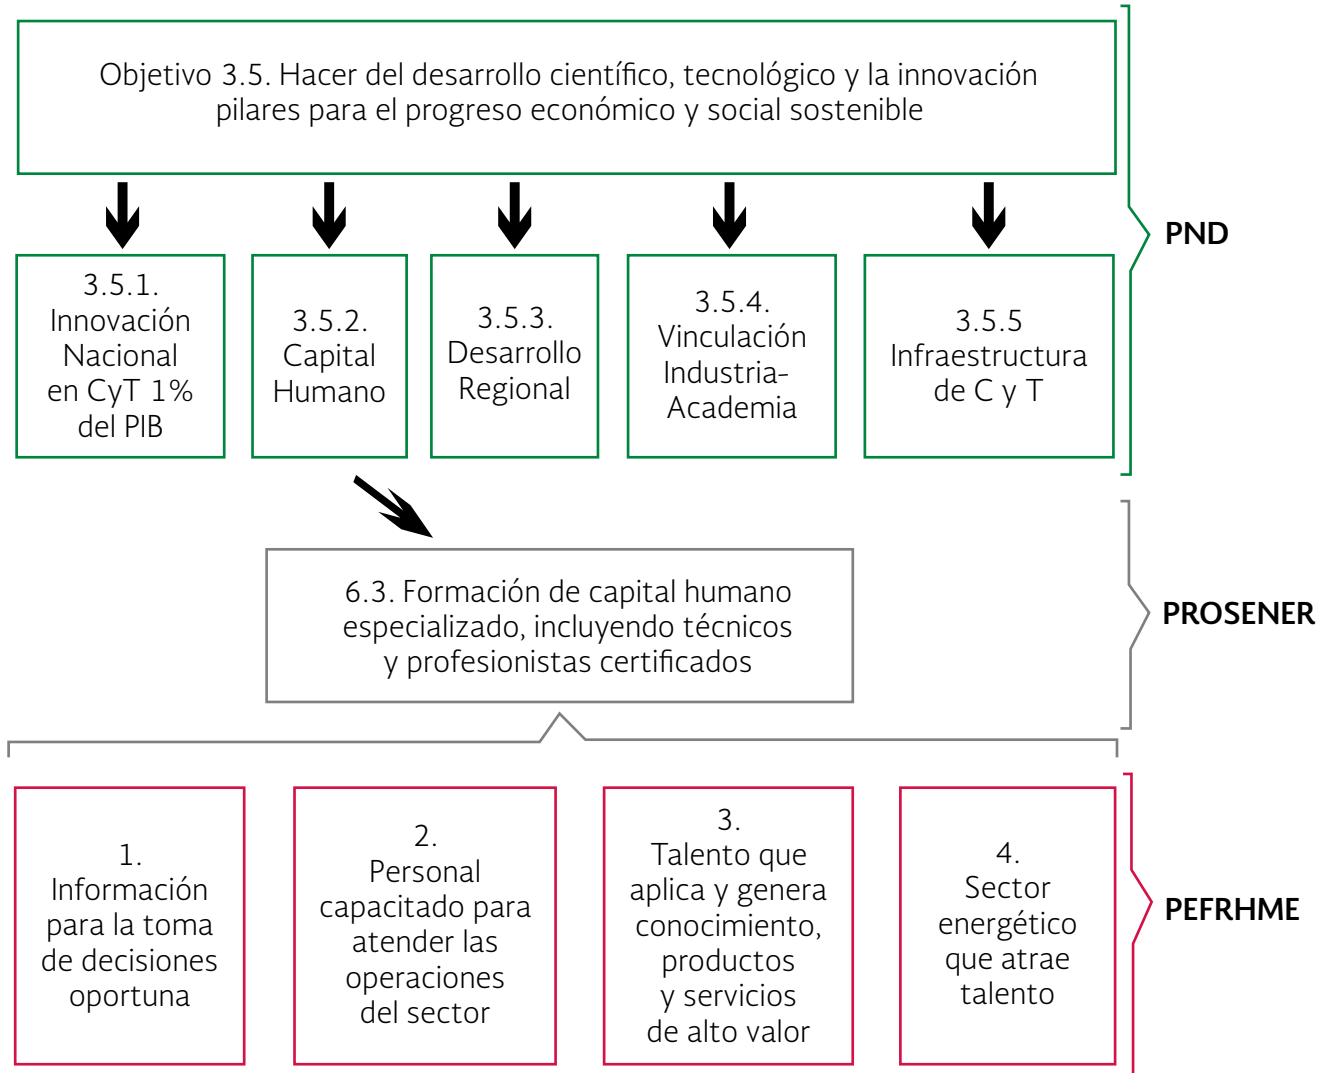 Objetivo 3.5. Hacer del desarrollo científico, tecnológico y la innovación
pilares para el progreso económico y social sostenible
PND
3.5.1.
Innovación
Nacional
en CyT 1%
del PIB
3.5.2.
Capital
Humano
3.5.3.
Desarrollo
Regional
3.5.4.
Vinculación
Industria-
Academia
3.5.5
Infraestructura
de C y T
6.3. Formación de capital humano
especializado, incluyendo técnicos
y profesionistas certificados
PROSENER
1.
Información
para la toma
de decisiones
oportuna
2.
Personal
capacitado para
atender las
operaciones
del sector
3.
Talento que
aplica y genera
conocimiento,
productos
y servicios
de alto valor
4.
Sector
energético
que atrae
talento
PEFRHME